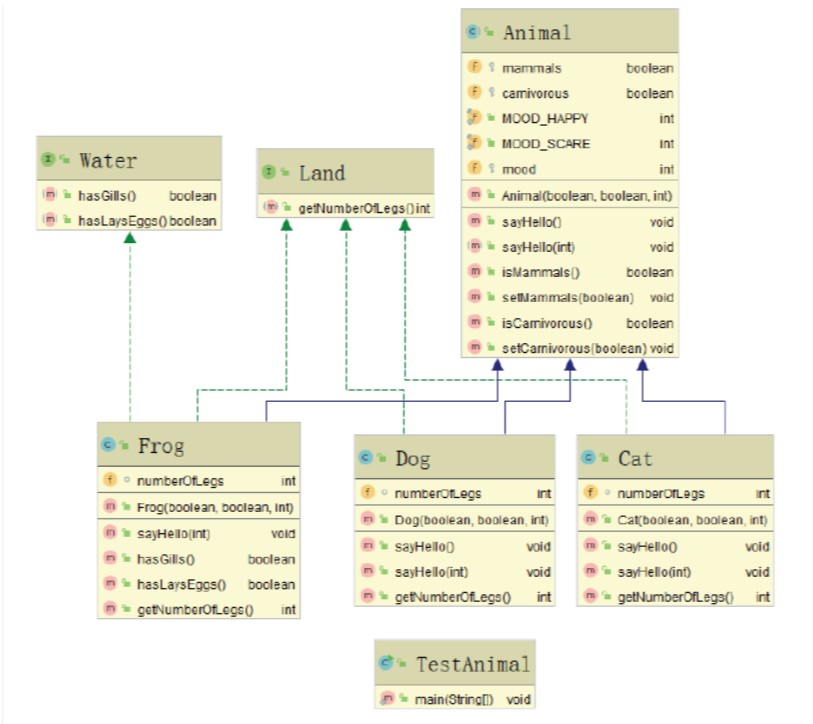 Animal
mammals boolean
carnivorous boolean
MOOD_HAPPY int
MOOD_SCARE int
mood int
Animal(boolean, boolean, int)
sayHello() void
sayHello(int) void
isMammals() boolean
setMammals(boolean) void
isCarnivorous() boolean
setCarnivorous(boolean) void
Water
hasGills() boolean
hasLaysEggs() boolean
Land
getNumberOfLegs() int
Frog
numberOfLegs int
Frog(boolean, boolean, int)
sayHello(int) void
hasGills() boolean
hasLaysEggs() boolean
getNumberOfLegs() int
Dog
numberOfLegs int
Dog(boolean, boolean, int)
sayHello() void
sayHello(int) void
getNumberOfLegs() int
Cat
numberOfLegs int
Cat(boolean, boolean, int)
sayHello() void
sayHello(int) void
getNumberOfLegs() int
TestAnimal
main(String[]) void